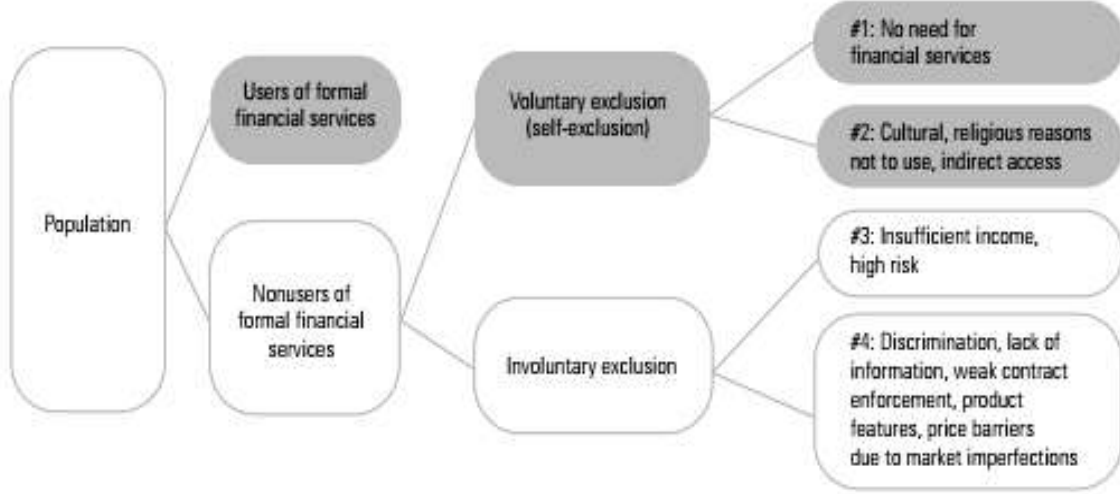 Population
Users of formal
financial services
Nonusers of
formal financial
services
Voluntary exclusion
(self-exclusion)
Involuntary exclusion
#1: No need for
financial services
#2: Cultural, religious reasons
not to use, indirect access
#3: Insufficient income,
high risk
#4: Discrimination, lack of
information, weak contract
enforcement, product
features, price barriers
due to market imperfections